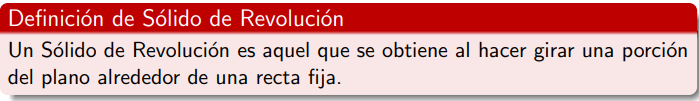 Definición de Sólido de Revolución
Un Sólido de Revolución es aquel que se obtiene al hacer girar una porción
del plano alrededor de una recta fija.